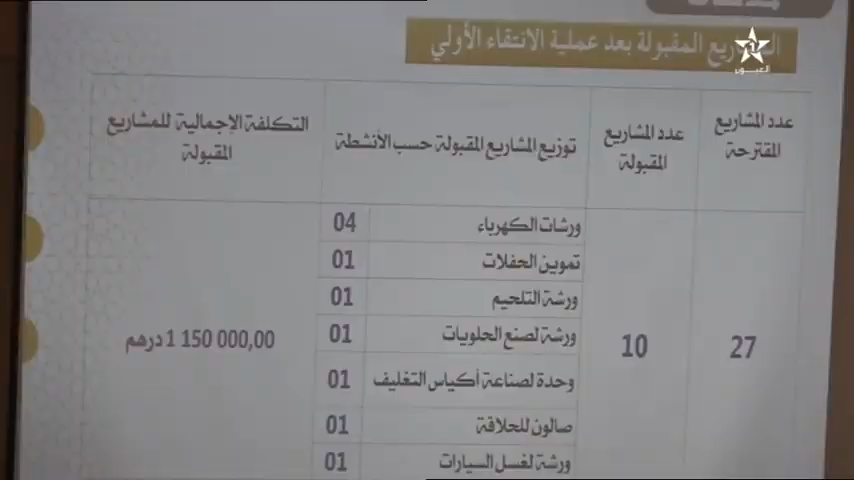 المشاريع المقبولة بعد عملية الانتقاء الأولي
العيون
عدد المشاريع المقترحة
عدد المشاريع المقبولة
توزيع المشاريع المقبولة حسب الأنشطة
التكلفة الإجمالية للمشاريع المقبولة
27
10
ورشات الكهرباء 04
تموين الحفلات 01
ورشة التلحيم 01
ورشة لصنع الحلويات 01
وحدة لصناعة أكياس التغليف 01
صالون للحلاقة 01
ورشة لغسل السيارات 01
1 150 000,00 درهم